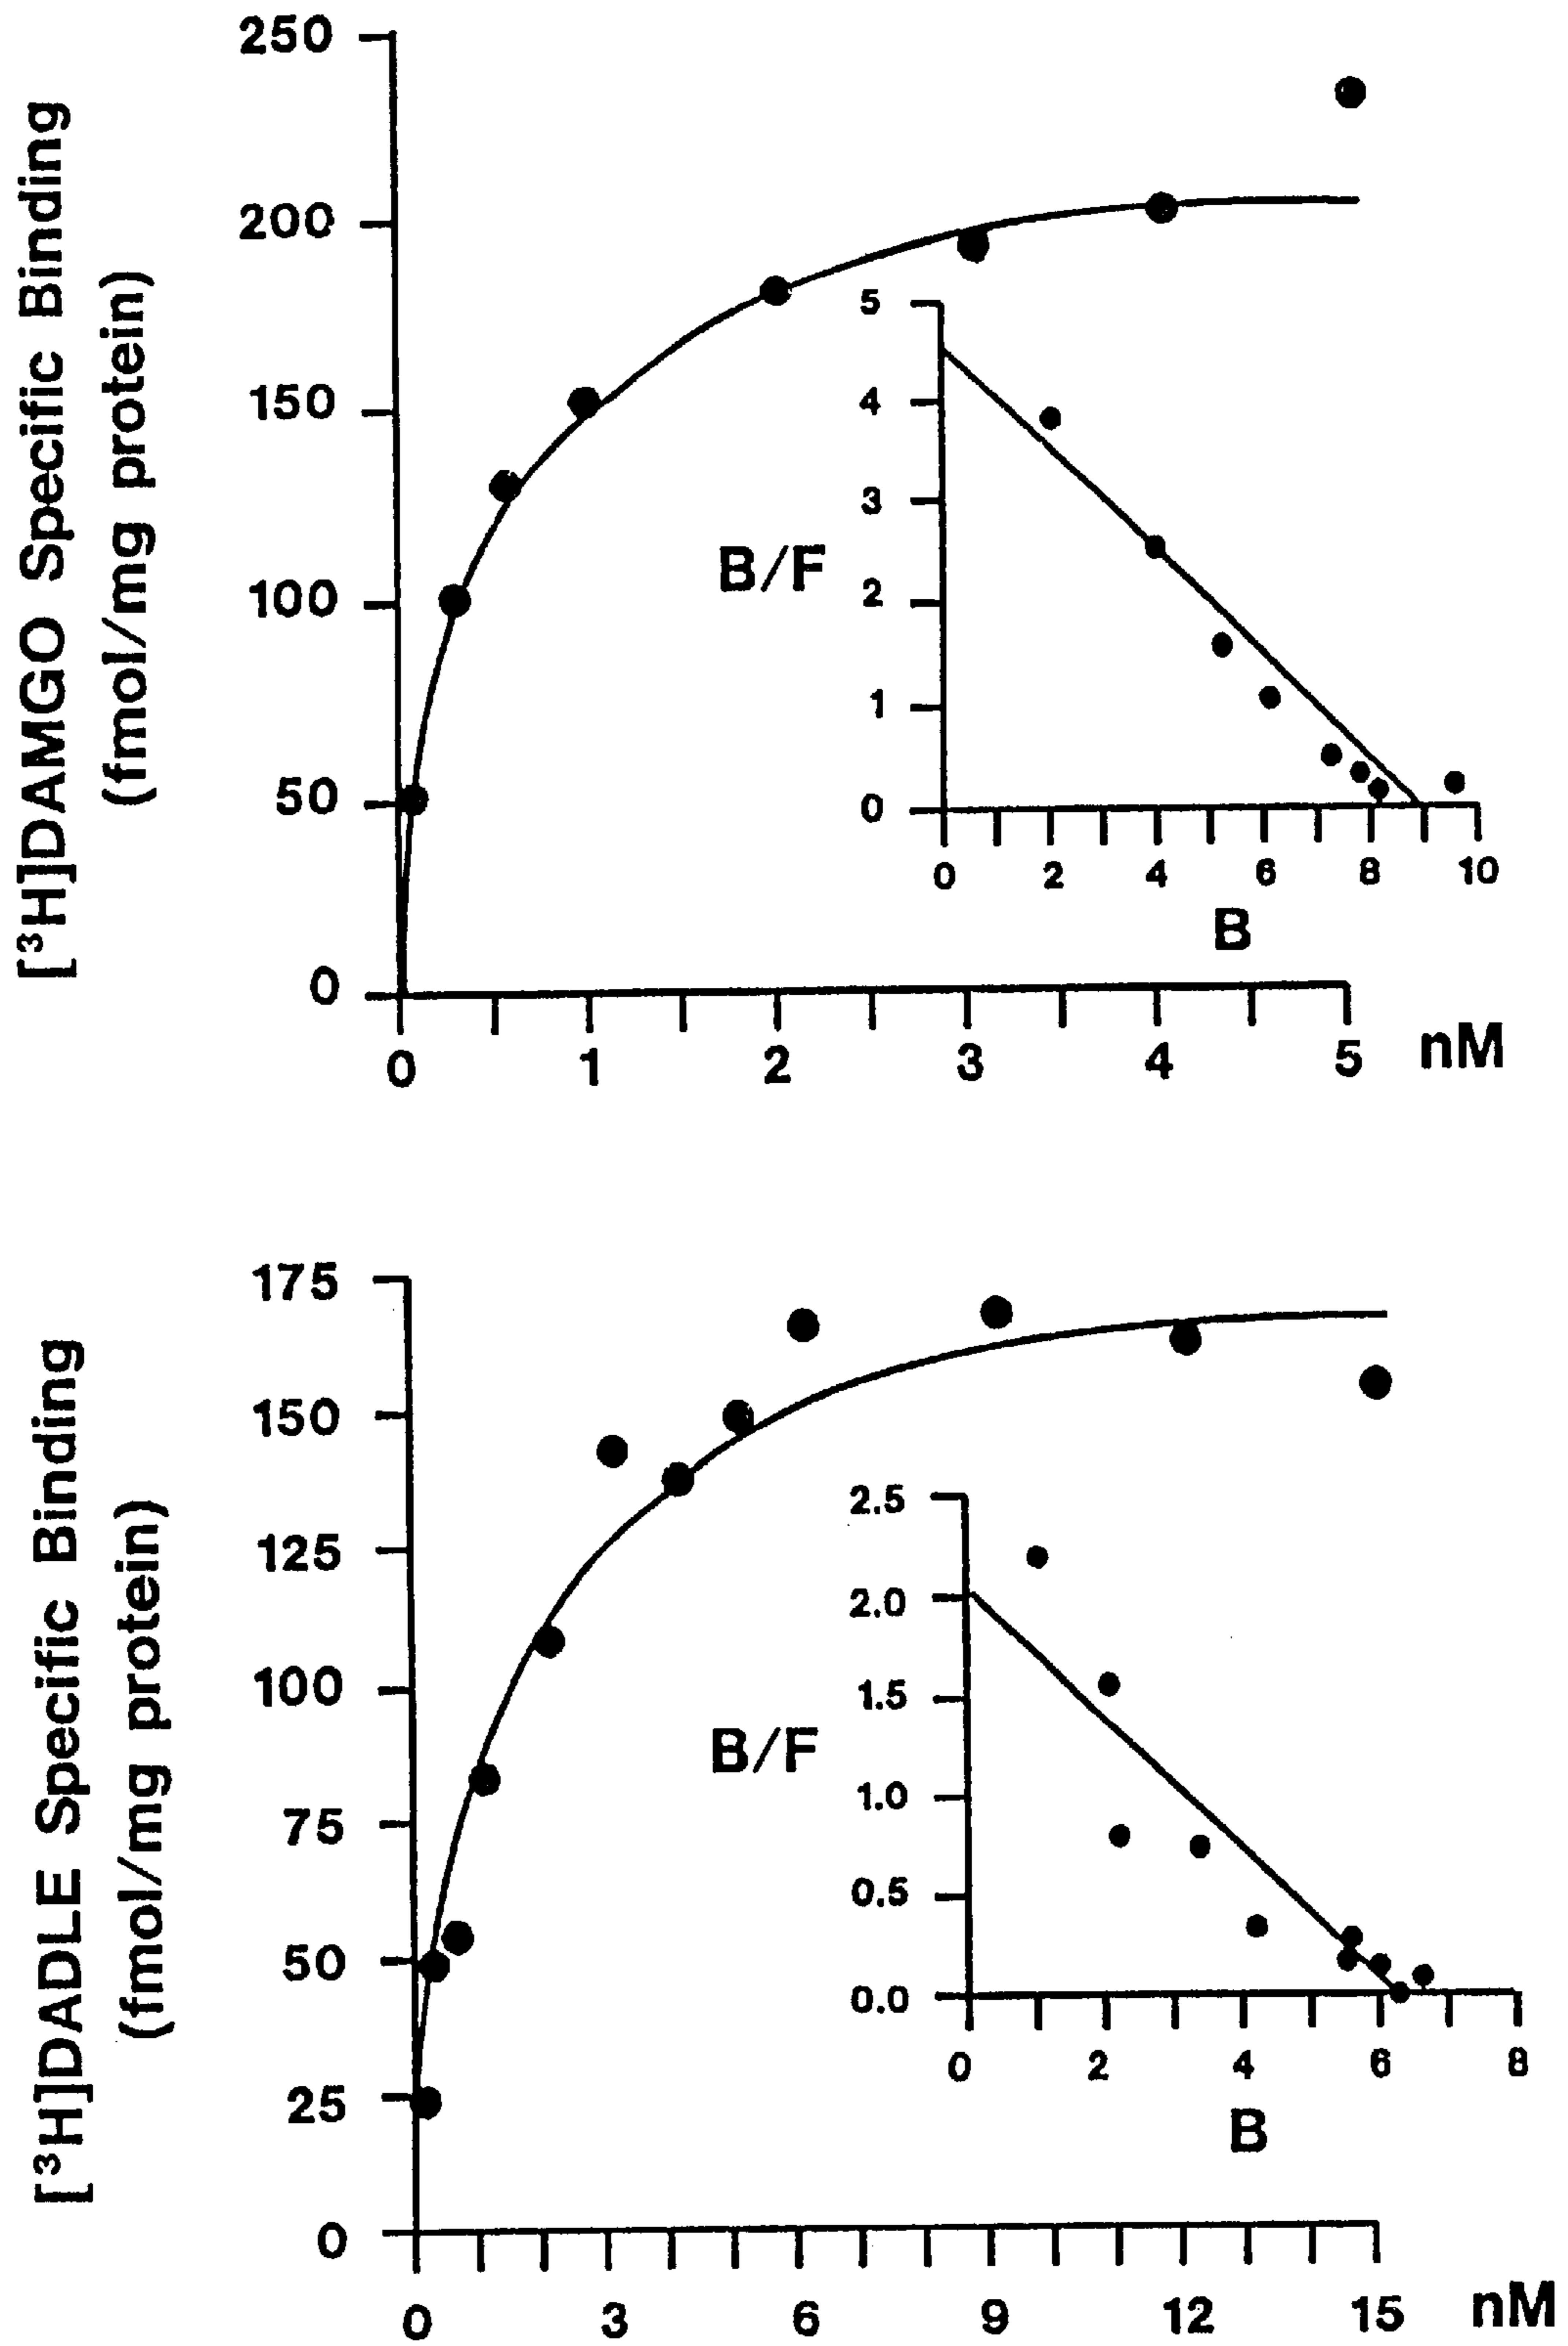 [³H]DAMGO Specific Binding
(fmol/mg protein)
250
200
150
100
50
0
0 1 2 3 4 5 nM
B/F
5
4
3
2
1
0
0 2 4 6 8 10
B
[³H]DADLE Specific Binding
(fmol/mg protein)
175
150
125
100
75
50
25
0
0 3 6 9 12 15 nM
B/F
2.5
2.0
1.5
1.0
0.5
0.0
0 2 4 6 8
B